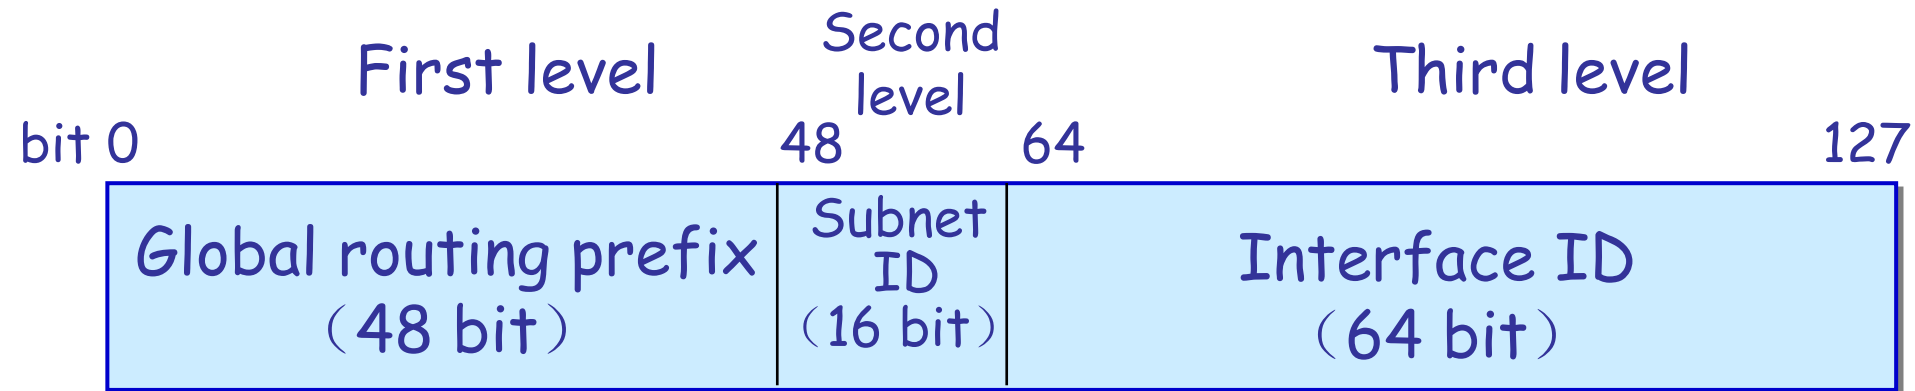 First level
Second
level
Third level
bit 0
48
64
127
Global routing prefix
（48 bit）
Subnet
ID
（16 bit）
Interface ID
（64 bit）